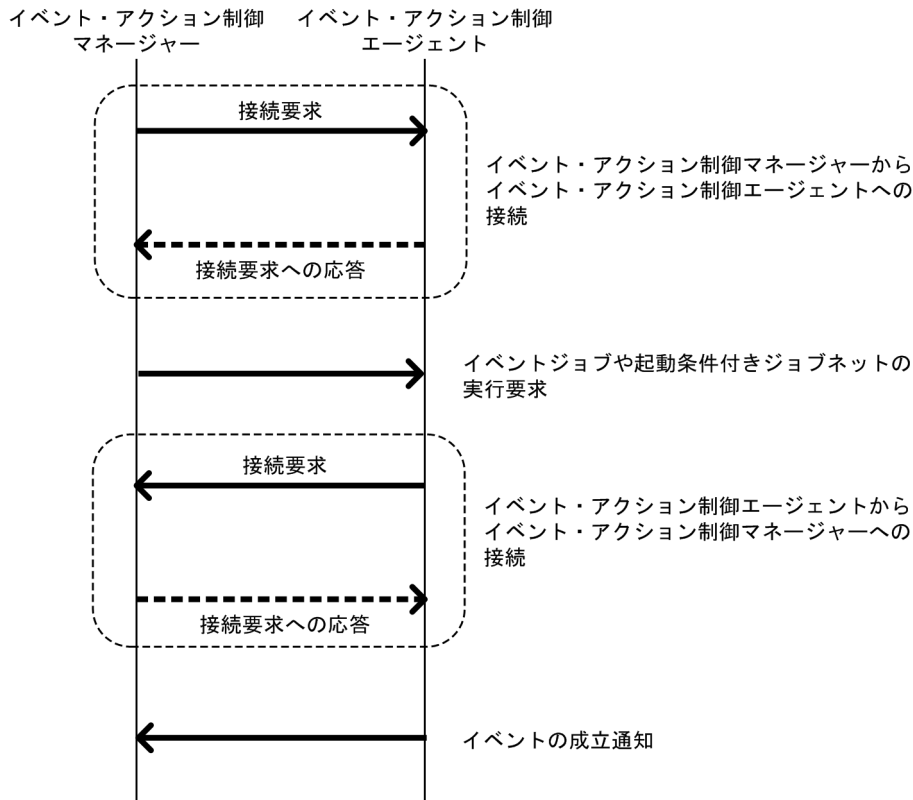 イベント・アクション制御
マネージャー
イベント・アクション制御
エージェント
接続要求
イベント・アクション制御マネージャーから
イベント・アクション制御エージェントへの
接続
接続要求への応答
イベントジョブや起動条件付きジョブネットの
実行要求
接続要求
イベント・アクション制御エージェントから
イベント・アクション制御マネージャーへの
接続
接続要求への応答
イベントの成立通知